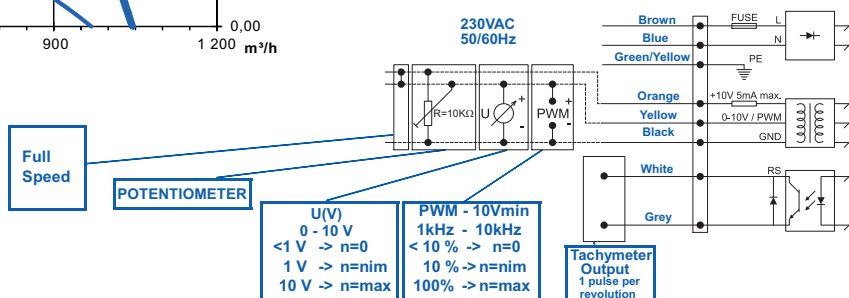 0,00
900
1 200
m³/h
230VAC
50/60Hz
Brown
FUSE
L
Blue
N
Green/Yellow
PE
Orange
+10V 5mA max.
Yellow
0-10V / PWM
Black
GND
White
RS
Grey
R=10KΩ
U
+
-
PWM
+
-
Full
Speed
POTENTIOMETER
U(V)
0 - 10 V
<1 V -> n=0
1 V -> n=nim
10 V -> n=max
PWM - 10Vmin
1kHz - 10kHz
< 10 % -> n=0
10 % -> n=nim
100% -> n=max
Tachymeter
Output
1 pulse per
revolution